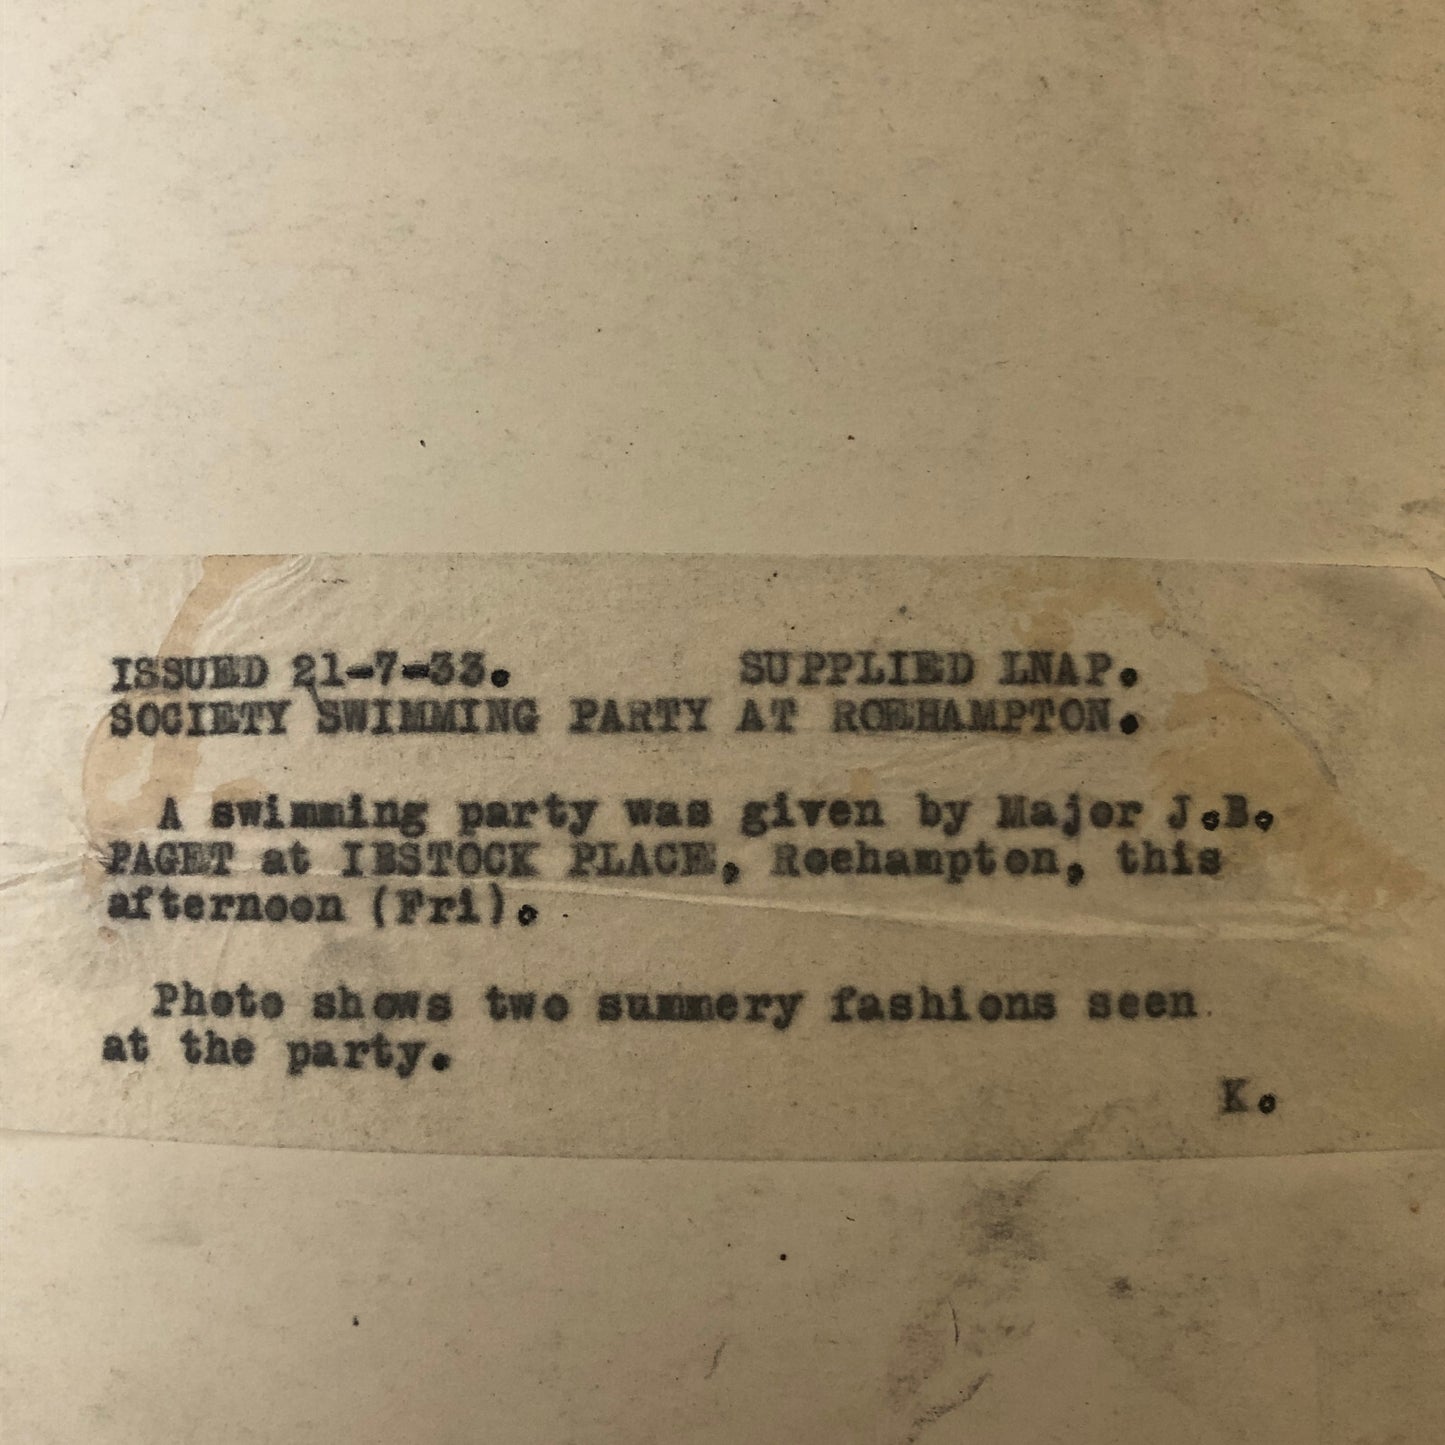 ISSUED 21-7-33. SUPPLIED LNAP.
SOCIETY SWIMMING PARTY AT ROEHAMPTON.
A swimming party was given by Major J.B.
PAGET at IBSTOCK PLACE, Roehampton, this
afternoon (Fri).
Photo shows two summery fashions seen
at the party.
K.